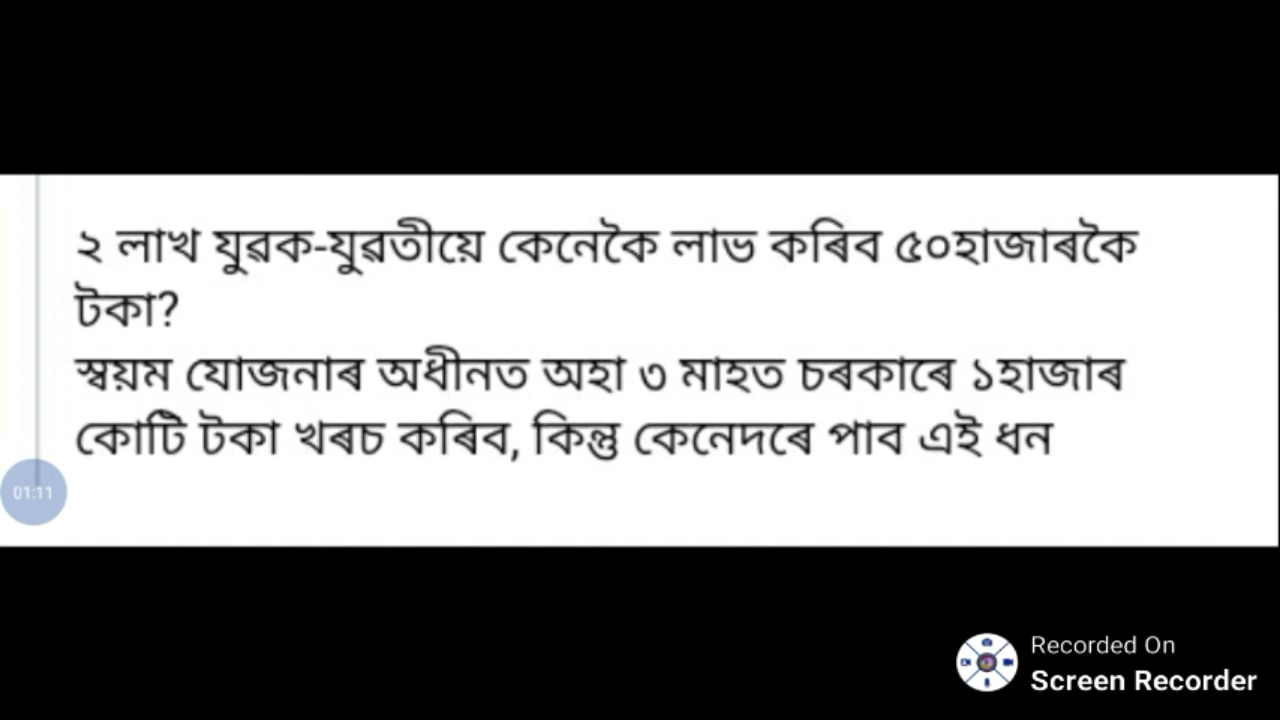 ২ লাখ যুৱক-যুৱতীয়ে কেনেকৈ লাভ কৰিব ৫০হাজাৰকৈ
টকা?
স্বয়ম যোজনাৰ অধীনত অহা ৩ মাহত চৰকাৰে ১হাজাৰ
কোটি টকা খৰচ কৰিব, কিন্তু কেনেদৰে পাব এই ধন
01:11
Recorded On
Screen Recorder